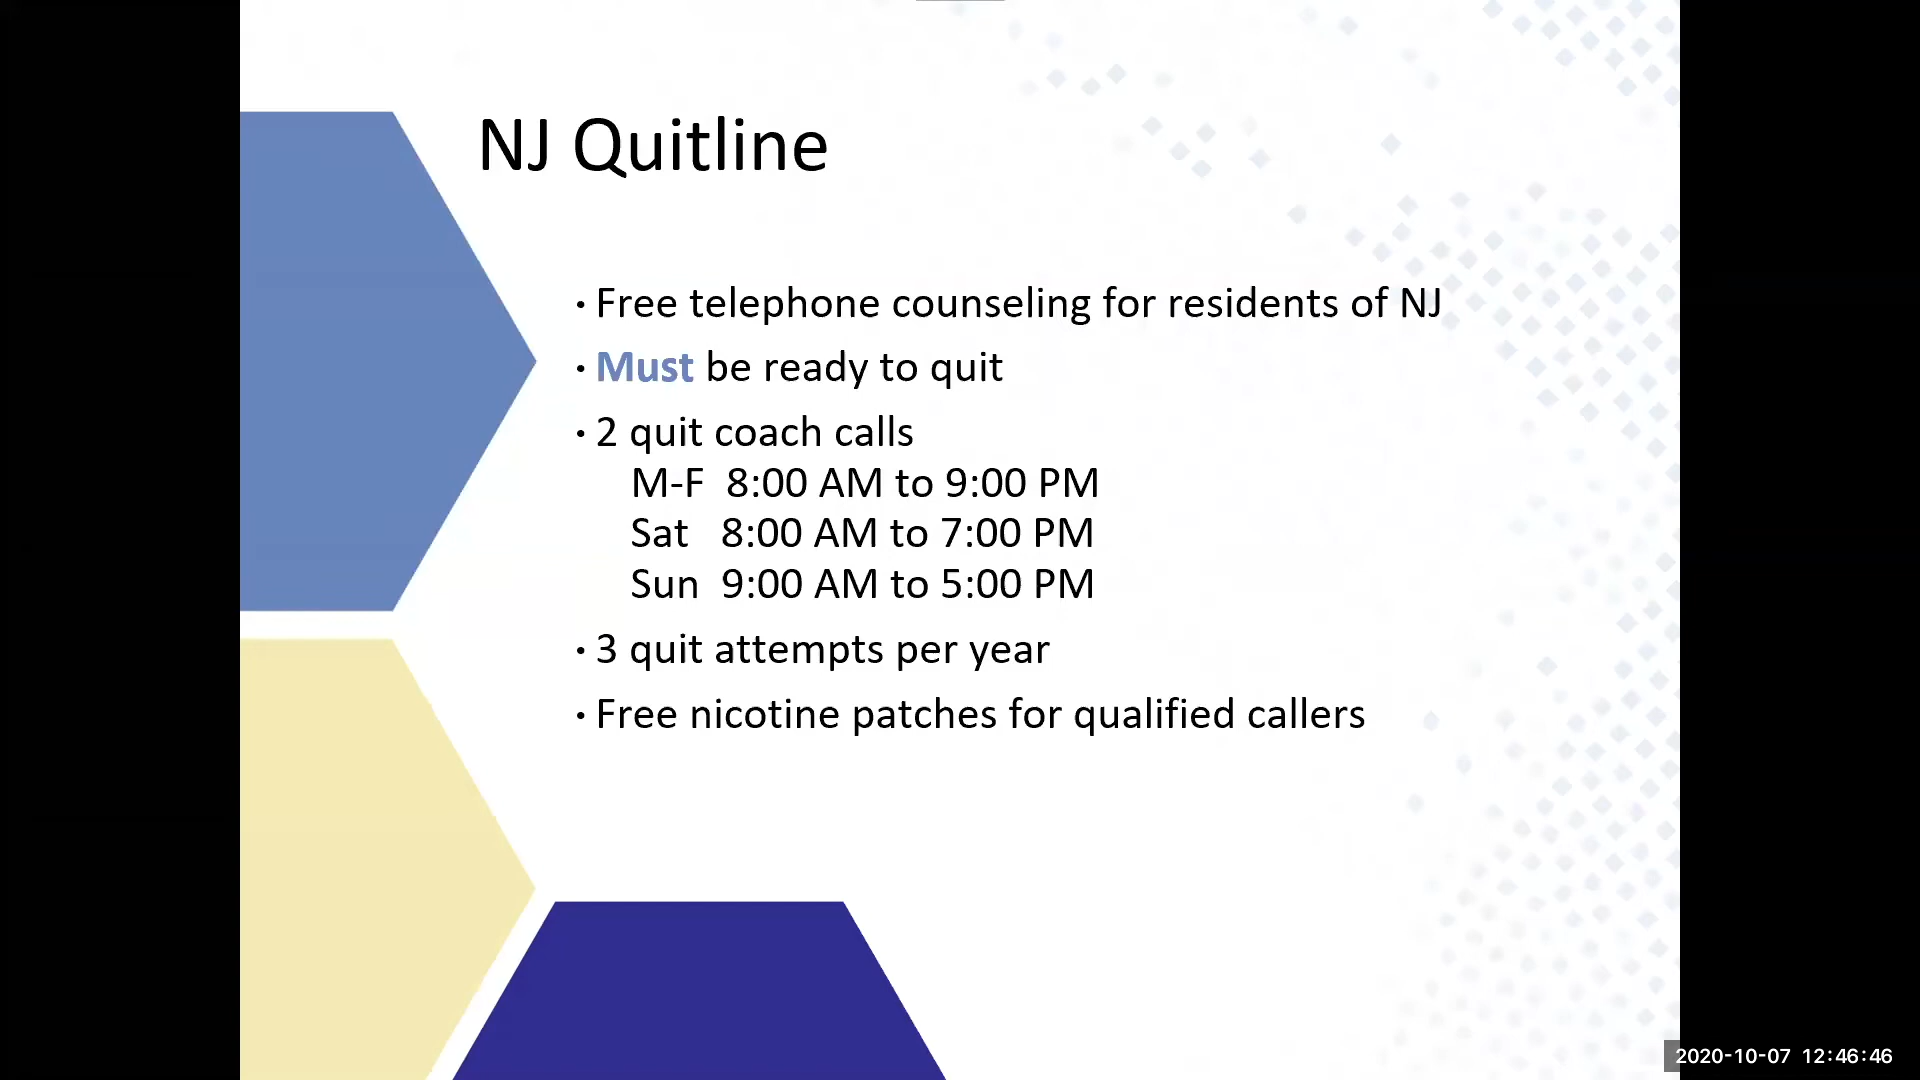 NJ Quitline
· Free telephone counseling for residents of NJ
· Must be ready to quit
· 2 quit coach calls
M-F 8:00 AM to 9:00 PM
Sat 8:00 AM to 7:00 PM
Sun 9:00 AM to 5:00 PM
· 3 quit attempts per year
· Free nicotine patches for qualified callers
2020-10-07 12:46:46